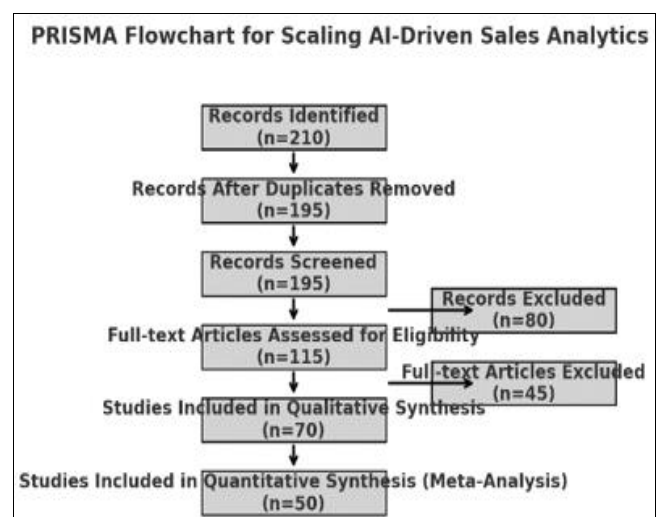 PRISMA Flowchart for Scaling AI-Driven Sales Analytics
Records Identified
(n=210)
Records After Duplicates Removed
(n=195)
Records Screened
(n=195)
Records Excluded
(n=80)
Full-text Articles Assessed for Eligibility
(n=115)
Full-text Articles Excluded
(n=45)
Studies Included in Qualitative Synthesis
(n=70)
Studies Included in Quantitative Synthesis (Meta-Analysis)
(n=50)